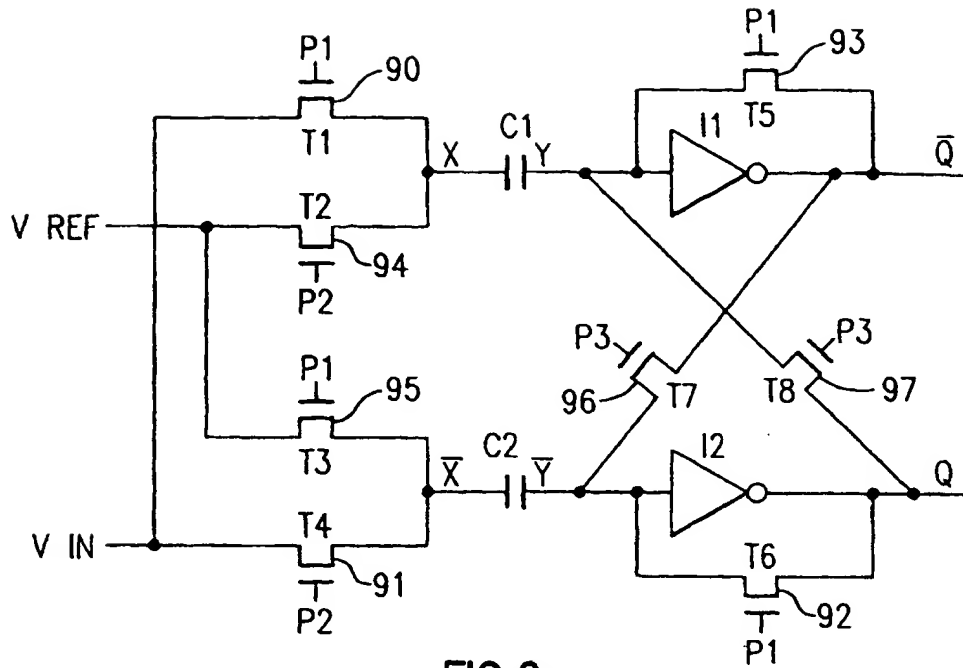 P1
90
T1
C1
X
Y
P1
93
T5
I1
Q̅
V REF
T2
94
P2
P3
96
T7
P3
T8
97
P1
95
T3
C2
X̅
Y̅
I2
Q
V IN
T4
91
P2
T6
92
P1